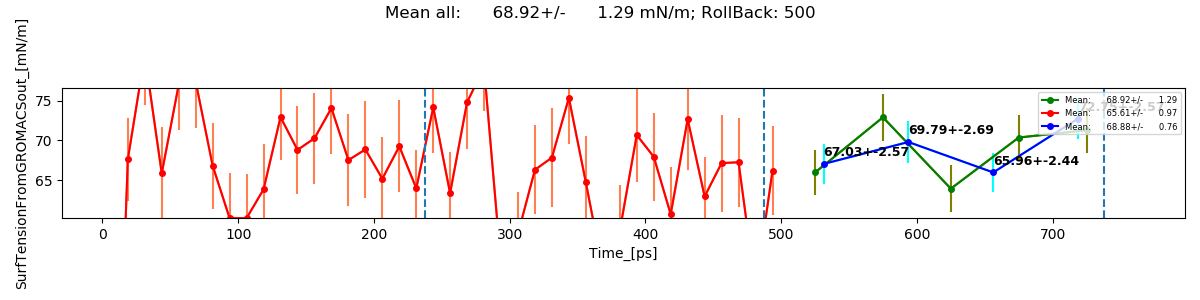 Mean all:      68.92+/-      1.29 mN/m; RollBack: 500
SurfTensionFromGROMACSout_[mN/m]
75
70
65
67.03+-2.57
69.79+-2.69
65.96+-2.44
Mean:      68.92+/-      1.29
Mean:      65.61+/-      0.97
Mean:      68.88+/-      0.76
0 100 200 300 400 500 600 700
Time_[ps]